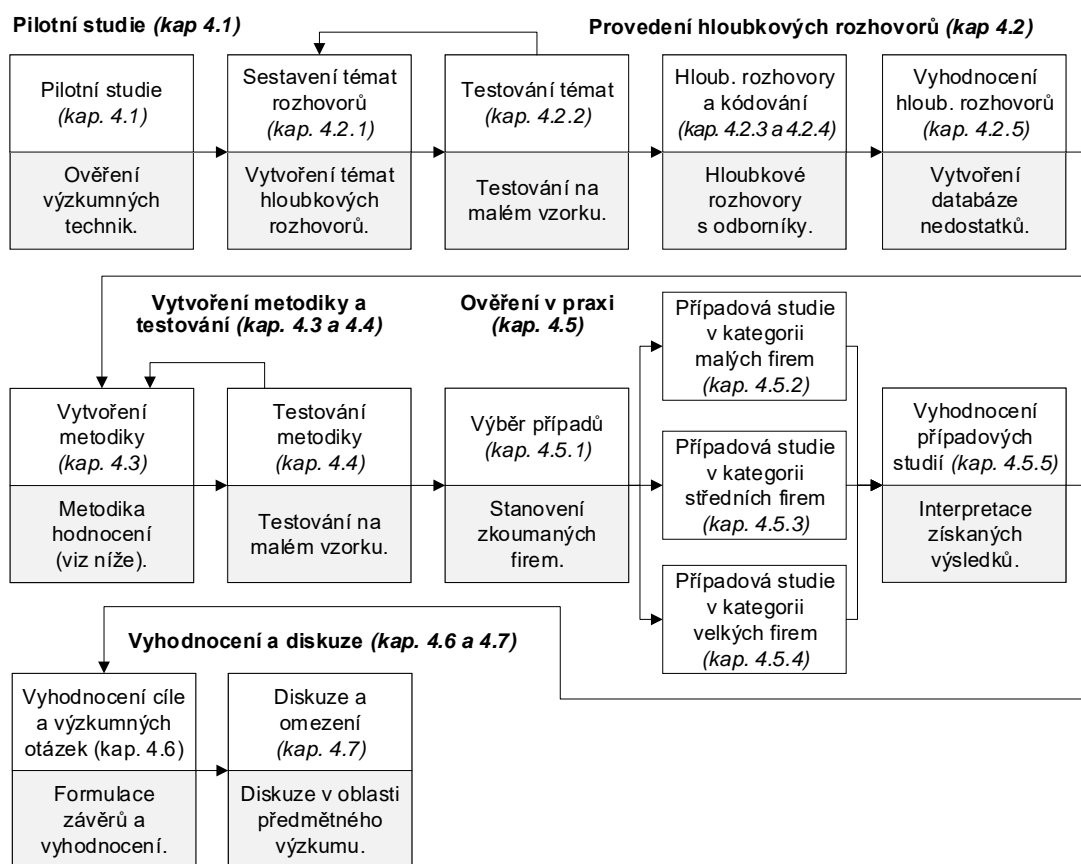 Pilotní studie (kap 4.1)
Provedení hloubkových rozhovorů (kap 4.2)
Pilotní studie
(kap. 4.1)
Ověření
výzkumných
technik.
Sestavení témat
rozhovorů
(kap. 4.2.1)
Vytvoření témat
hloubkových
rozhovorů.
Testování témat
(kap. 4.2.2)
Testování na
malém vzorku.
Hloub. rozhovory
a kódování
(kap. 4.2.3 a 4.2.4)
Hloubkové
rozhovory
s odborníky.
Vyhodnocení
hloub. rozhovorů
(kap. 4.2.5)
Vytvoření
databáze
nedostatků.
Vytvoření metodiky a
testování (kap. 4.3 a 4.4)
Ověření v praxi
(kap. 4.5)
Vytvoření
metodiky
(kap. 4.3)
Metodika
hodnocení
(viz níže).
Testování
metodiky
(kap. 4.4)
Testování na
malém vzorku.
Výběr případů
(kap. 4.5.1)
Stanovení
zkoumaných
firem.
Případová studie
v kategorii
malých firem
(kap. 4.5.2)
Případová studie
v kategorii
středních firem
(kap. 4.5.3)
Případová studie
v kategorii
velkých firem
(kap. 4.5.4)
Vyhodnocení
případových
studií (kap. 4.5.5)
Interpretace
získaných
výsledků.
Vyhodnocení a diskuze (kap. 4.6 a 4.7)
Vyhodnocení cíle
a výzkumných
otázek (kap. 4.6)
Formulace
závěrů a
vyhodnocení.
Diskuze a
omezení
(kap. 4.7)
Diskuze v oblasti
předmětného
výzkumu.